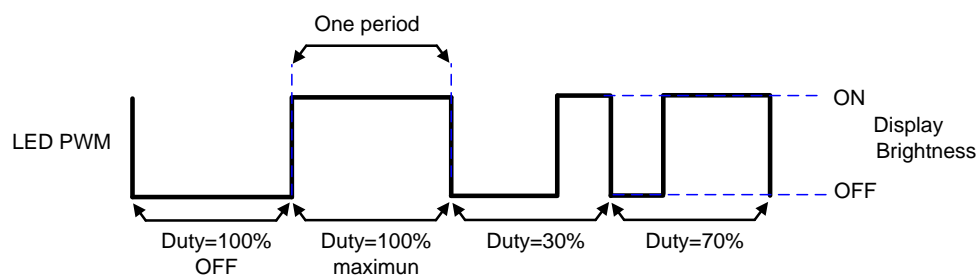 One period
ON
LED PWM
Display
Brightness
OFF
Duty=100%
OFF
Duty=100%
maximun
Duty=30%
Duty=70%